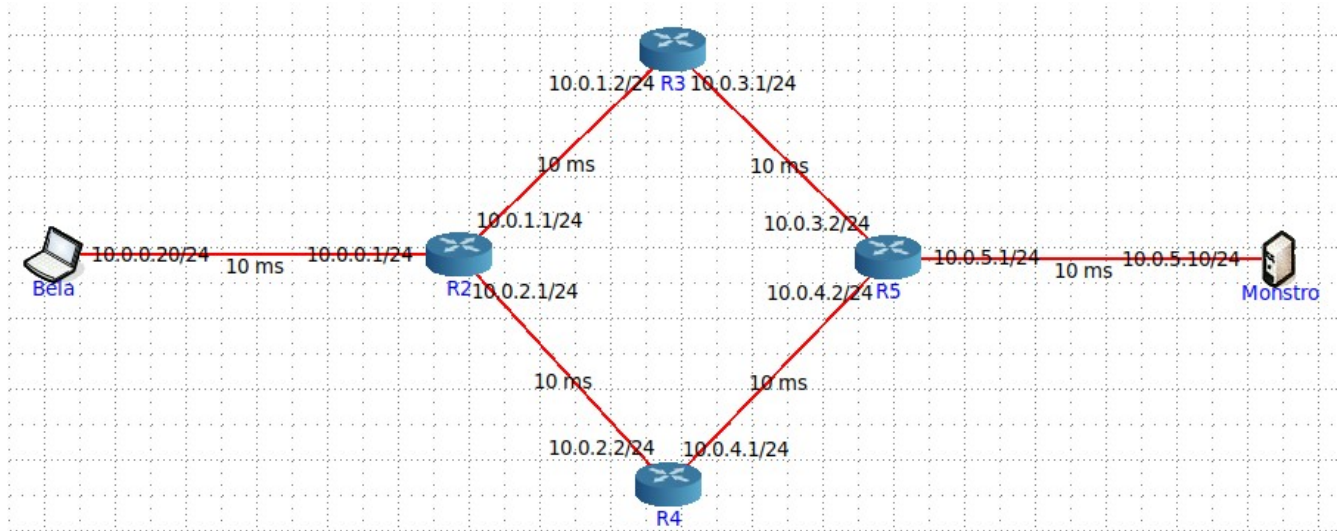 10.0.1.2/24 R3 10.0.3.1/24
10 ms
10 ms
10.0.1.1/24
10.0.3.2/24
10.0.0.20/24
10 ms
10.0.0.1/24
10.0.5.1/24
10 ms
10.0.5.10/24
Bela
R2
10.0.2.1/24
10.0.4.2/24
R5
Monstro
10 ms
10 ms
10.0.2.2/24
10.0.4.1/24
R4